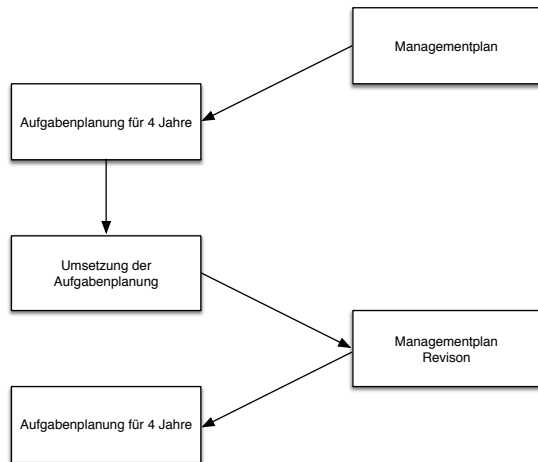 Managementplan
Aufgabenplanung für 4 Jahre
Umsetzung der
Aufgabenplanung
Managementplan
Revison
Aufgabenplanung für 4 Jahre